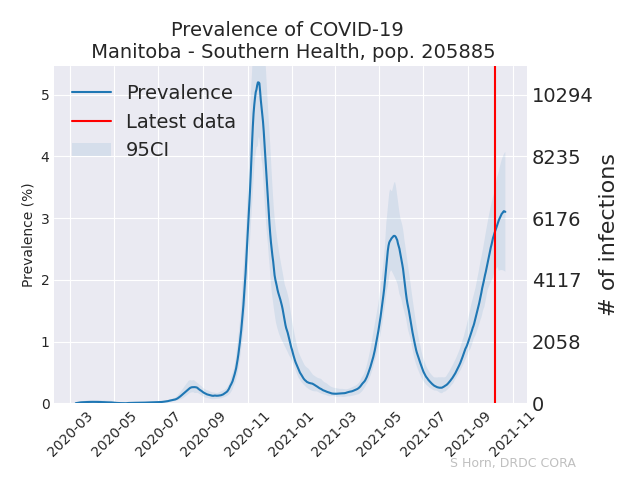 Prevalence of COVID-19
Manitoba - Southern Health, pop. 205885
Prevalence
Latest data
95CI
Prevalence (%)
5
4
3
2
1
0
10294
8235
6176
4117
2058
0
# of infections
2020-03
2020-05
2020-07
2020-09
2020-11
2021-01
2021-03
2021-05
2021-07
2021-09
2021-11
S Horn, DRDC CORA